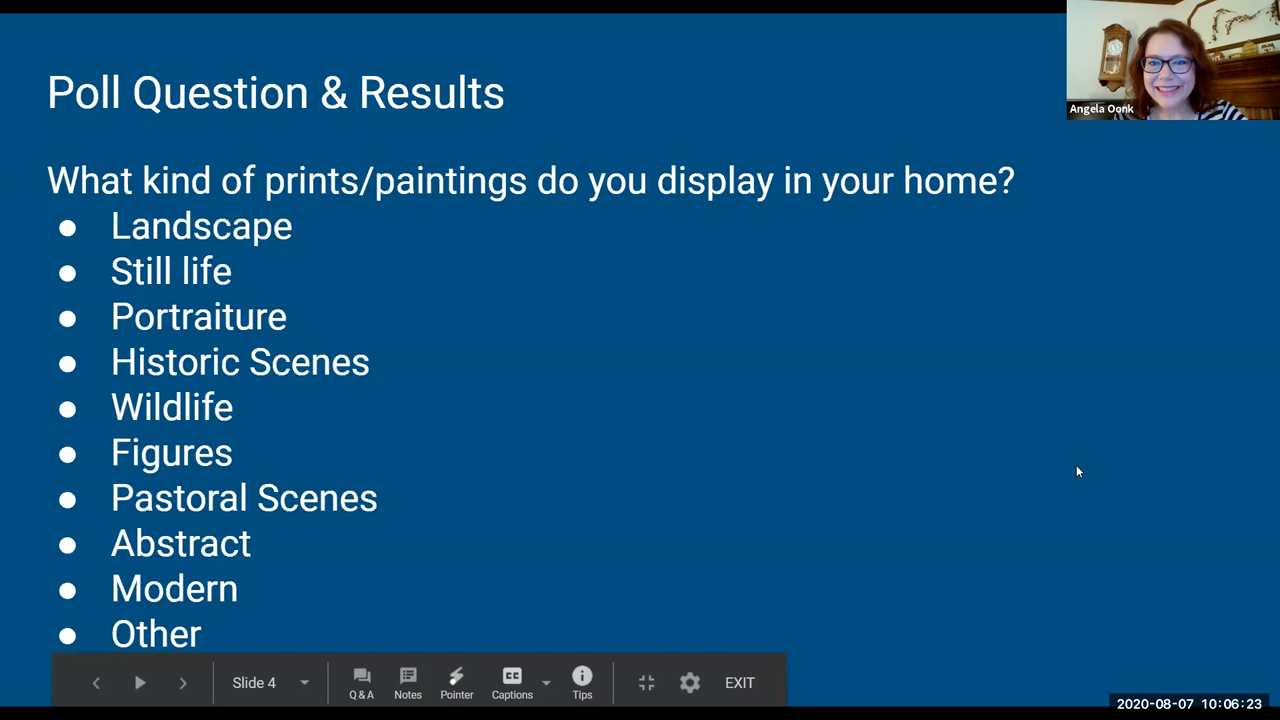 Poll Question & Results
Angela Oonk
What kind of prints/paintings do you display in your home?
● Landscape
● Still life
● Portraiture
● Historic Scenes
● Wildlife
● Figures
● Pastoral Scenes
● Abstract
● Modern
● Other
Slide 4 Q & A Notes Pointer CC Captions Tips EXIT
2020-08-07 10:06:23